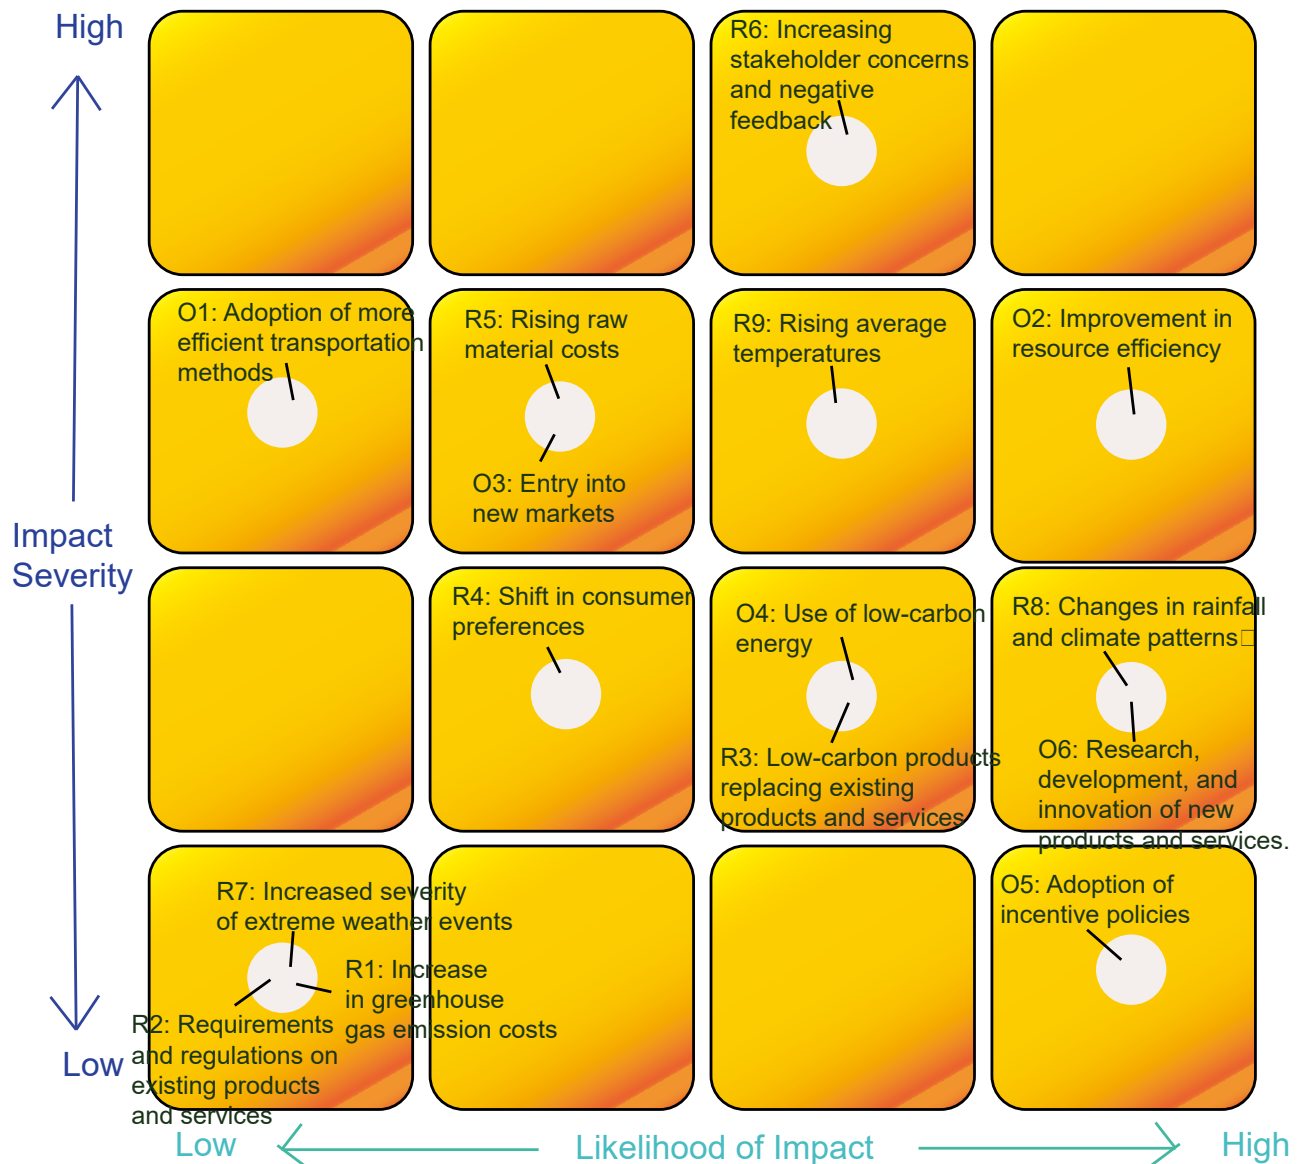 High
R6: Increasing
stakeholder concerns
and negative
feedback
O1: Adoption of more
efficient transportation
methods
R5: Rising raw
material costs
O3: Entry into
new markets
R9: Rising average
temperatures
O2: Improvement in
resource efficiency
Impact
Severity
R4: Shift in consumer
preferences
O4: Use of low-carbon
energy
R3: Low-carbon products
replacing existing
products and services
R8: Changes in rainfall
and climate patterns
O6: Research,
development, and
innovation of new
products and services.
R7: Increased severity
of extreme weather events
R1: Increase
in greenhouse
gas emission costs
R2: Requirements
and regulations on
existing products
and services
O5: Adoption of
incentive policies
Low
Low
Likelihood of Impact
High